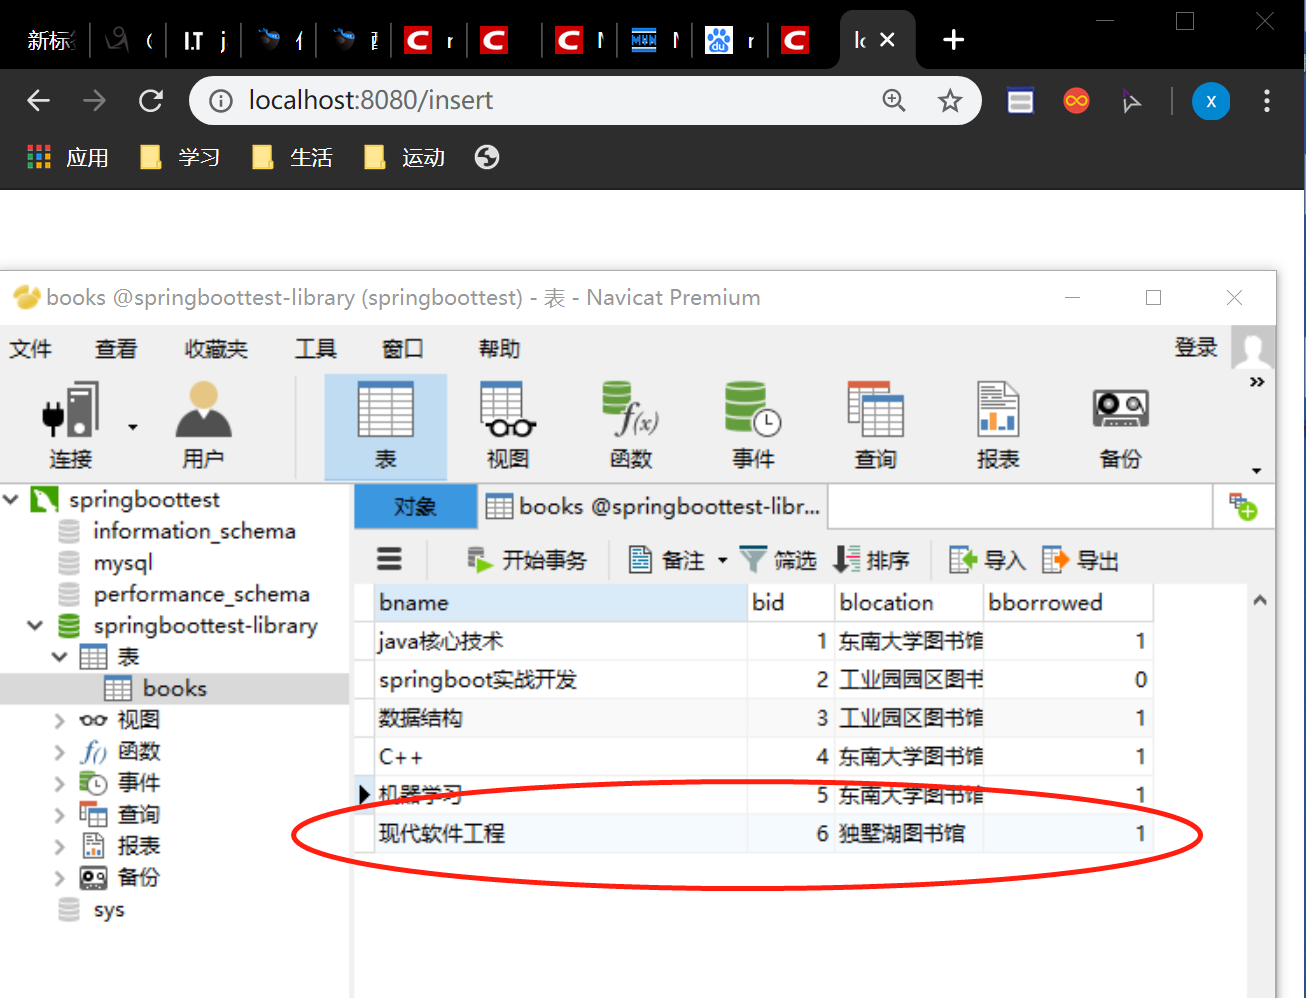 新标
I.T
localhost:8080/insert
x
应用 学习 生活 运动
books @springboottest-library (springboottest) - 表 - Navicat Premium
文件 查看 收藏夹 工具 窗口 帮助 登录
连接 用户 表 视图 函数 事件 查询 报表 备份
springboottest
information_schema
mysql
performance_schema
springboottest-library
表
books
视图
函数
事件
查询
报表
备份
sys
对象 books @springboottest-libr...
开始事务 备注 筛选 排序 导入 导出
bname bid blocation bborrowed
java核心技术 1 东南大学图书馆 1
springboot实战开发 2 工业园园区图书 0
数据结构 3 工业园区图书馆 1
C++ 4 东南大学图书馆 1
机器学习 5 东南大学图书馆 1
现代软件工程 6 独墅湖图书馆 1